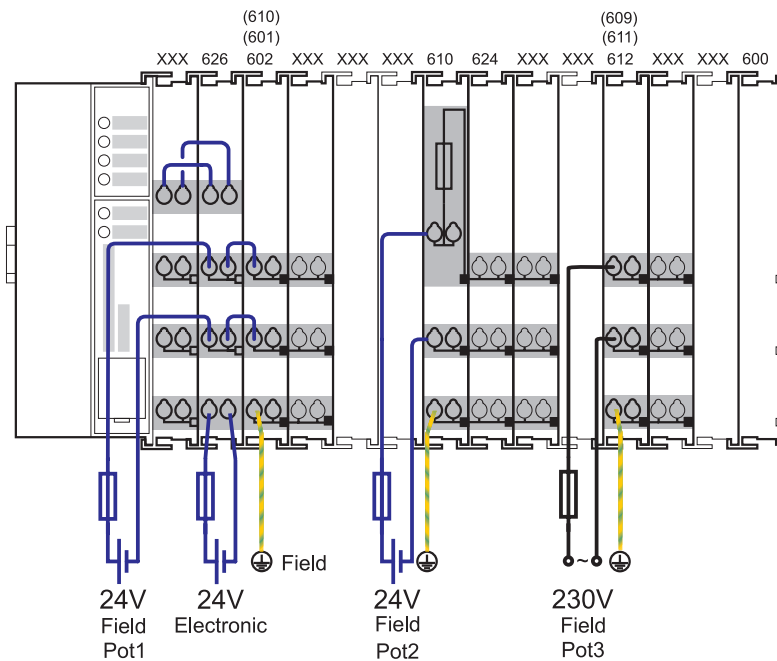 (610) (609)
(601) (611)
XXX 626 602 XXX XXX XXX 610 624 XXX XXX 612 XXX XXX 600
Field
~
24V 24V 24V 230V
Field Electronic Field Field
Pot1 Pot2 Pot3